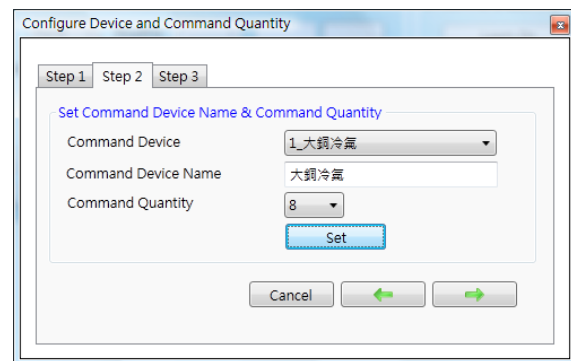 Configure Device and Command Quantity
Step 1 Step 2 Step 3
Set Command Device Name & Command Quantity
Command Device 1_大鋼冷氣
Command Device Name 大鋼冷氣
Command Quantity 8
Set
Cancel